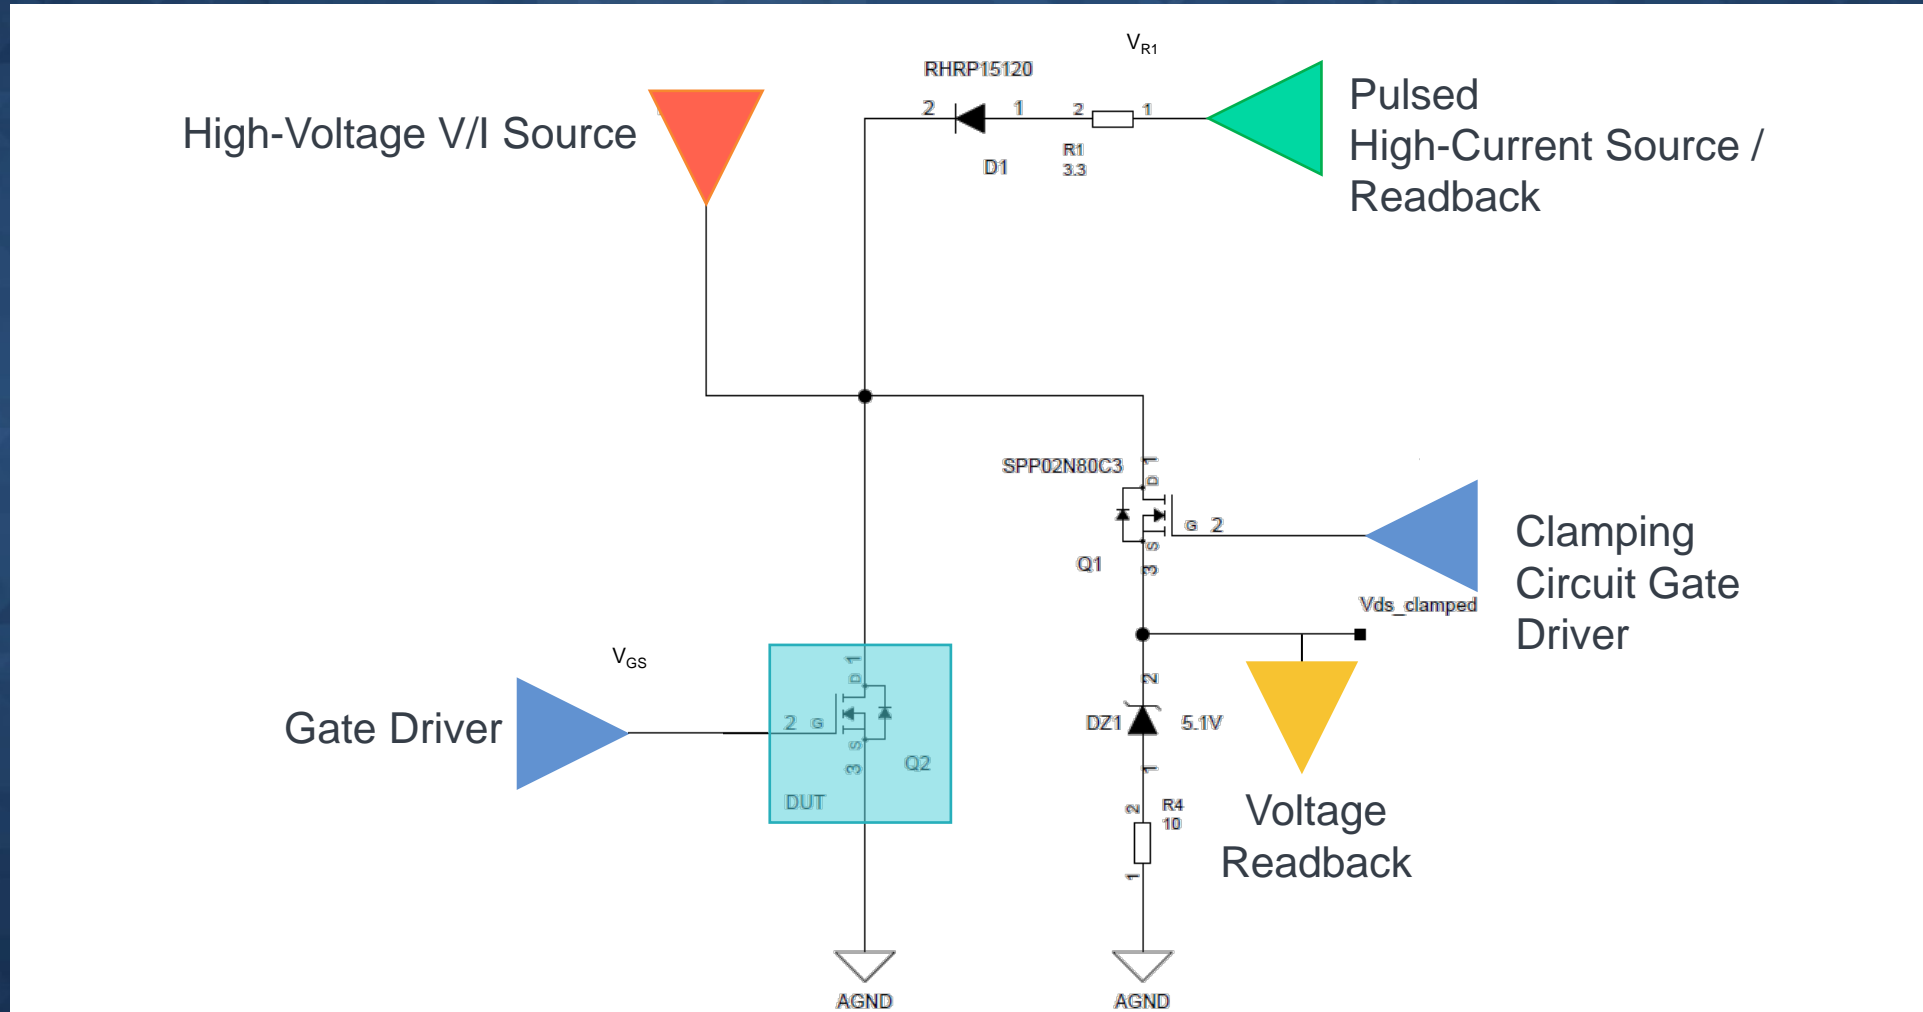 V_R1
RHRP15120
2
1
2
1
D1
R1
3.3
High-Voltage V/I Source
Pulsed
High-Current Source /
Readback
SPP02N80C3
1
D
G 2
S
3
Q1
Clamping
Circuit Gate
Driver
Vds_clamped
V_GS
Gate Driver
1
D
2 G
S
3
Q2
DUT
2
DZ1
5.1V
1
2
R4
10
1
Voltage
Readback
AGND
AGND